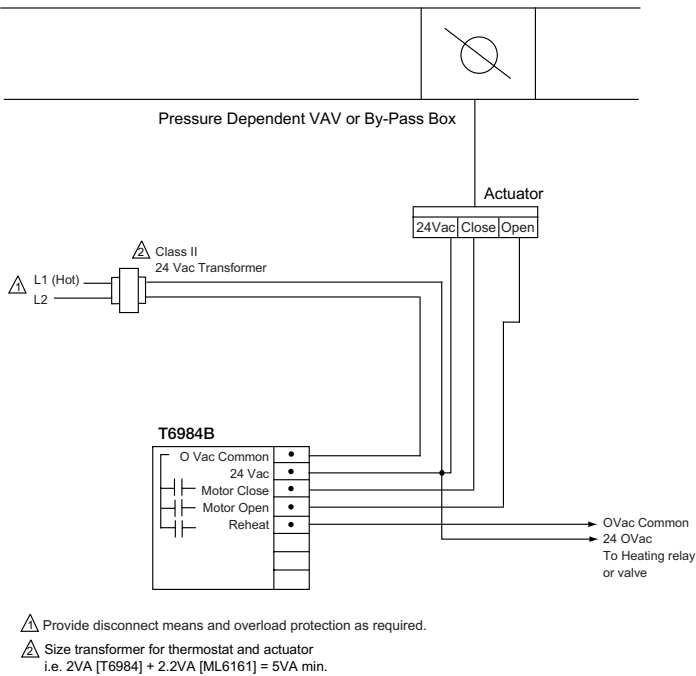 Pressure Dependent VAV or By-Pass Box
Actuator
24Vac Close Open
2 Class II
24 Vac Transformer
1 L1 (Hot)
L2
T6984B
O Vac Common
24 Vac
Motor Close
Motor Open
Reheat
OVac Common
24 OVac
To Heating relay
or valve
1 Provide disconnect means and overload protection as required.
2 Size transformer for thermostat and actuator
i.e. 2VA [T6984] + 2.2VA [ML6161] = 5VA min.